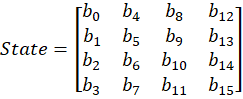 b₀ b₄ b₈ b₁₂
State = b₁ b₅ b₉ b₁₃
b₂ b₆ b₁₀ b₁₄
b₃ b₇ b₁₁ b₁₅